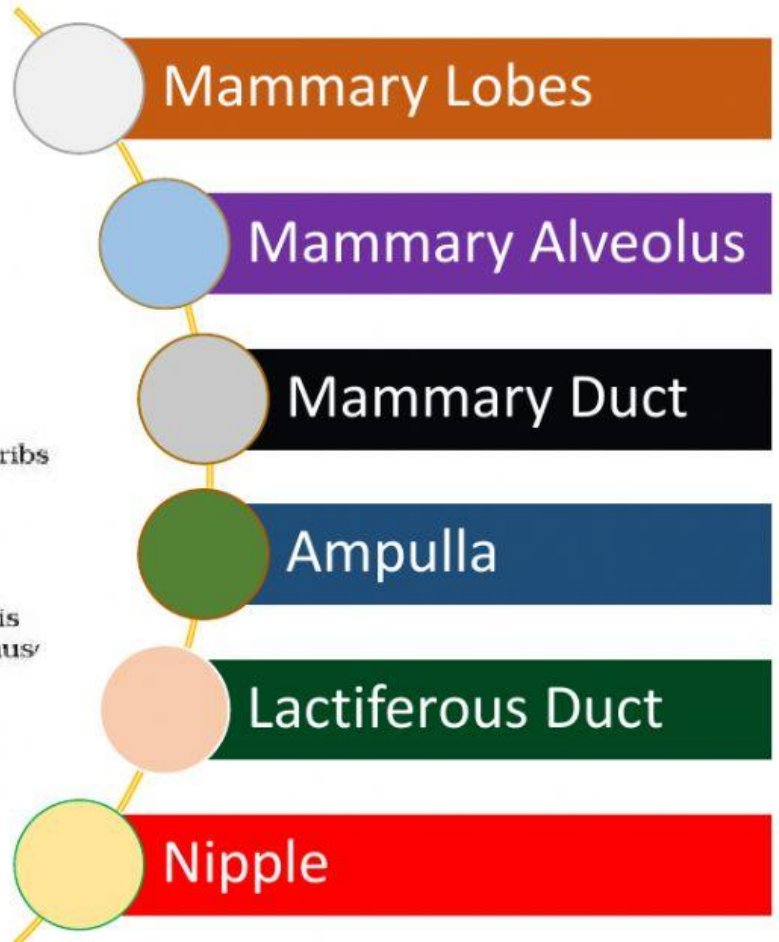 Mammary Lobes
Mammary Alveolus
Mammary Duct
ribs
Ampulla
is
Lactiferous Duct
Nipple